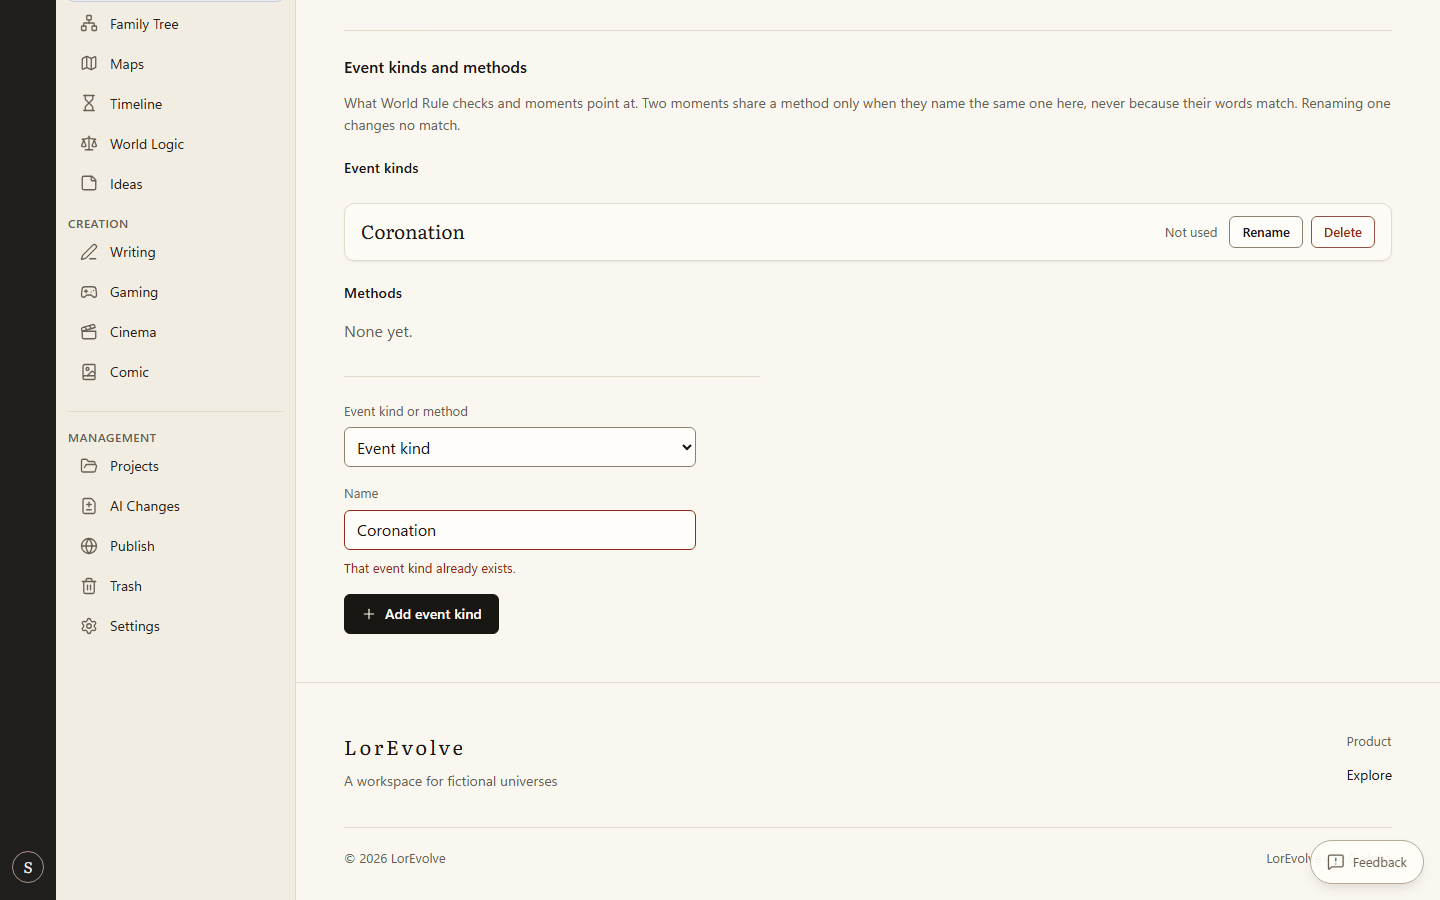 Family Tree
Maps
Timeline
World Logic
Ideas
CREATION
Writing
Gaming
Cinema
Comic
MANAGEMENT
Projects
AI Changes
Publish
Trash
Settings
S
Event kinds and methods
What World Rule checks and moments point at. Two moments share a method only when they name the same one here, never because their words match. Renaming one
changes no match.
Event kinds
Coronation
Not used
Rename
Delete
Methods
None yet.
Event kind or method
Event kind
Name
Coronation
That event kind already exists.
Add event kind
LorEvolve
A workspace for fictional universes
Product
Explore
© 2026 LorEvolve
Feedback